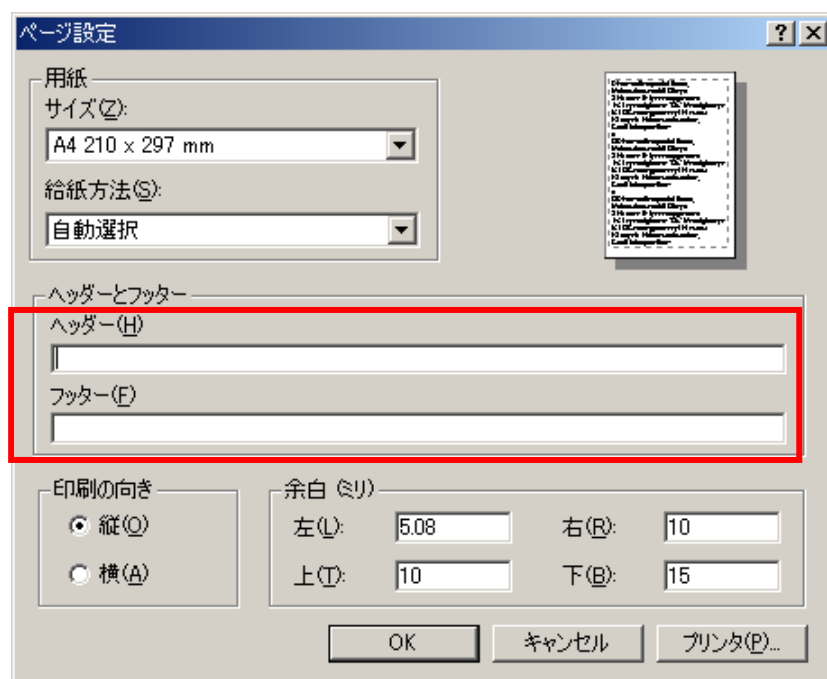 ページ設定
用紙
サイズ(Z):
A4 210 x 297 mm
給紙方法(S):
自動選択
ヘッダーとフッター
ヘッダー(H)
フッター(F)
印刷の向き
縦(O)
横(A)
余白 (ミリ)
左(L): 5.08 右(R): 10
上(T): 10 下(B): 15
OK キャンセル プリンタ(P)...